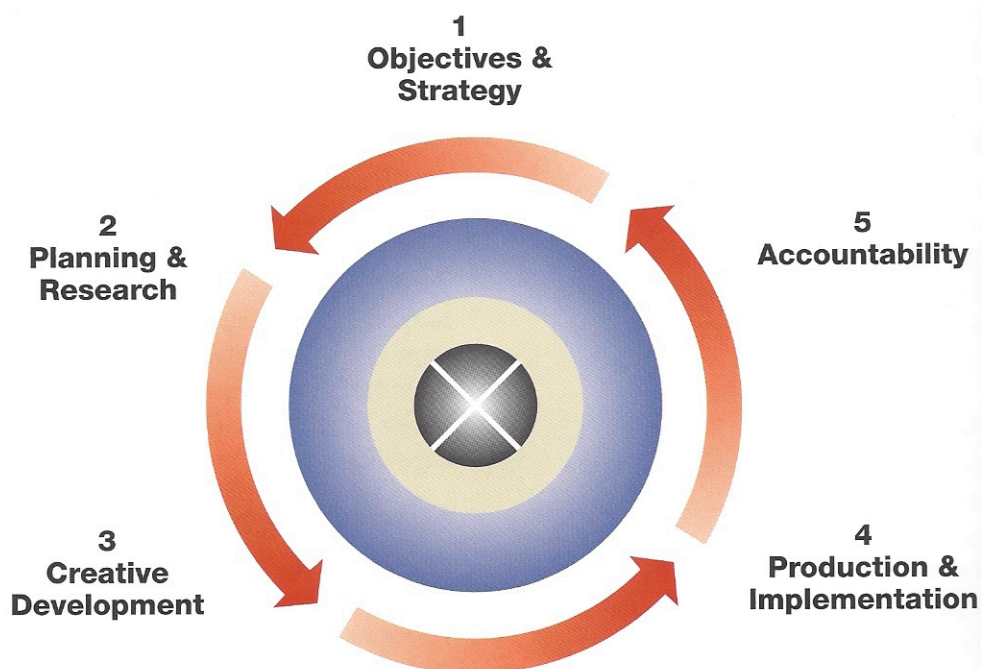 1
Objectives &
Strategy
2
Planning &
Research
3
Creative
Development
4
Production &
Implementation
5
Accountability